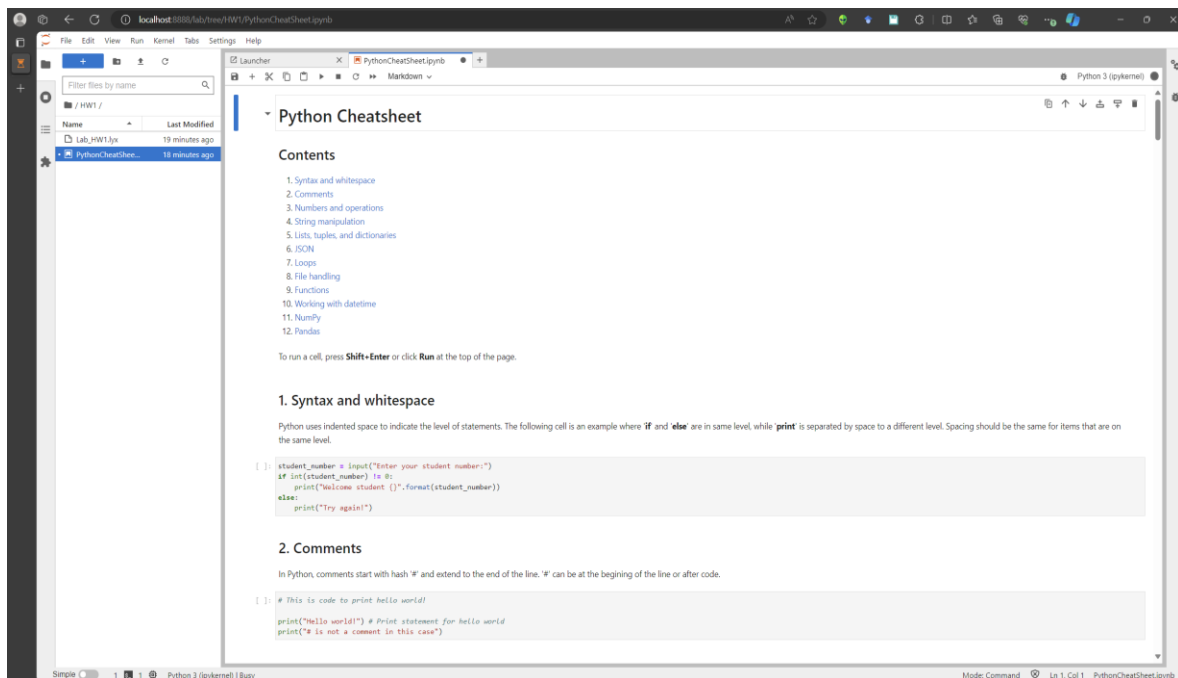 localhost:8888/lab/tree/HW1/PythonCheatSheet.ipynb
File Edit View Run Kernel Tabs Settings Help
Launcher
PythonCheatSheet.ipynb
Filter files by name
/ HW1 /
Name Last Modified
Lab_HW1.lyx 19 minutes ago
PythonCheatShee... 18 minutes ago
Markdown
Python 3 (ipykernel)
Python Cheatsheet
Contents
1. Syntax and whitespace
2. Comments
3. Numbers and operations
4. String manipulation
5. Lists, tuples, and dictionaries
6. JSON
7. Loops
8. File handling
9. Functions
10. Working with datetime
11. NumPy
12. Pandas
To run a cell, press Shift+Enter or click Run at the top of the page.
1. Syntax and whitespace
Python uses indented space to indicate the level of statements. The following cell is an example where 'if' and 'else' are in same level, while 'print' is separated by space to a different level. Spacing should be the same for items that are on
the same level.
[ ]: student_number = input("Enter your student number:")
if int(student_number) != 0:
    print("Welcome student {}".format(student_number))
else:
    print("Try again!")
2. Comments
In Python, comments start with hash '#' and extend to the end of the line. '#' can be at the begining of the line or after code.
[ ]: # This is code to print hello world!
print("Hello world!") # Print statement for hello world
print("# is not a comment in this case")
Simple 1 1 Python 3 (ipykernel) | Busy
Mode: Command Ln 1, Col 1 PythonCheatSheet.ipynb